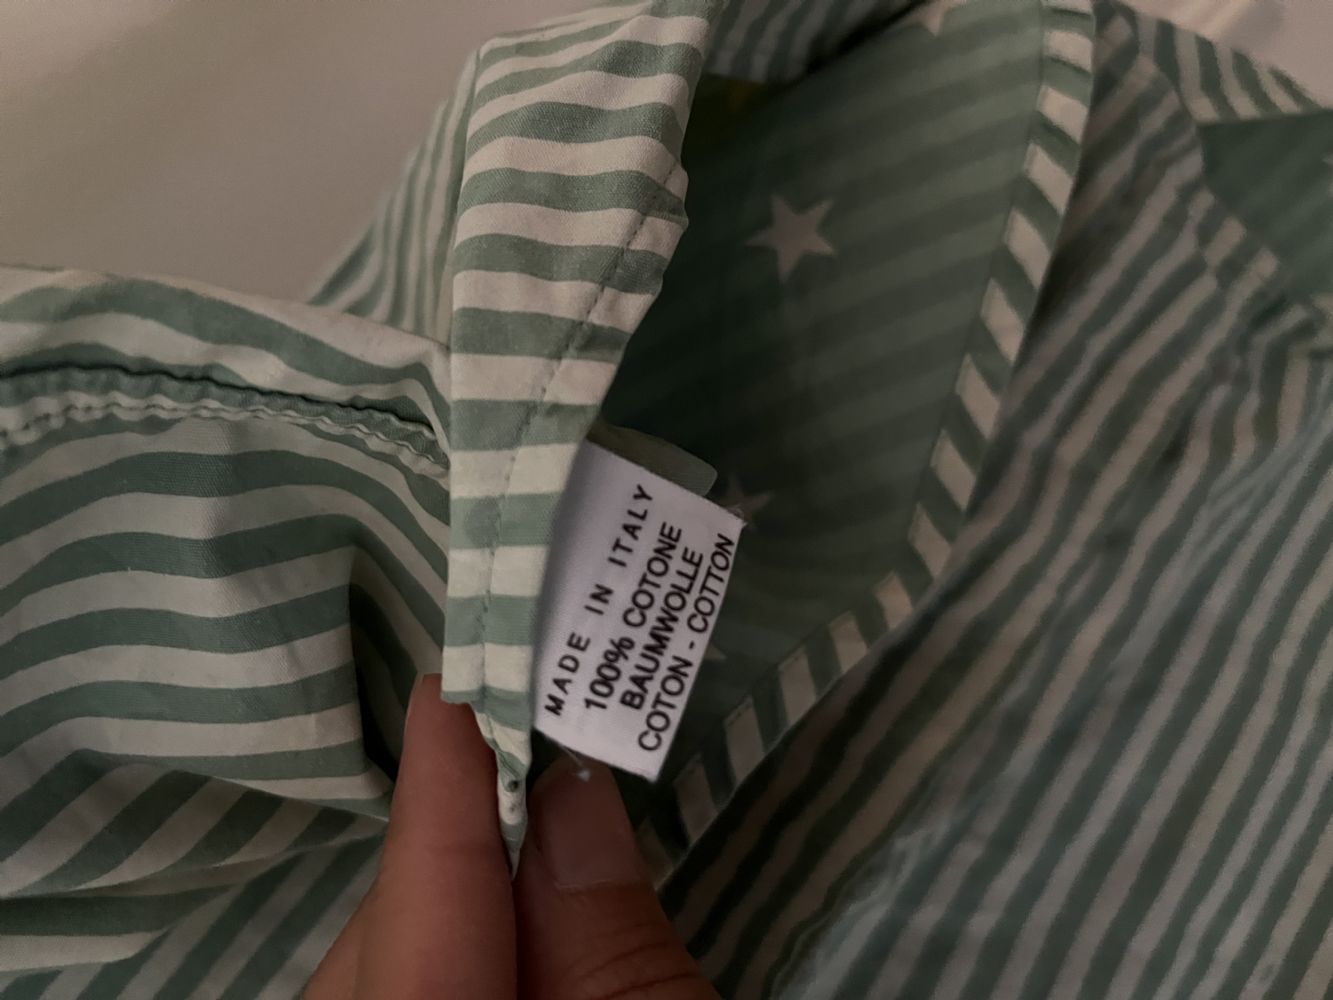 MADE IN ITALY
100% COTONE
BAUMWOLLE
COTON - COTTON